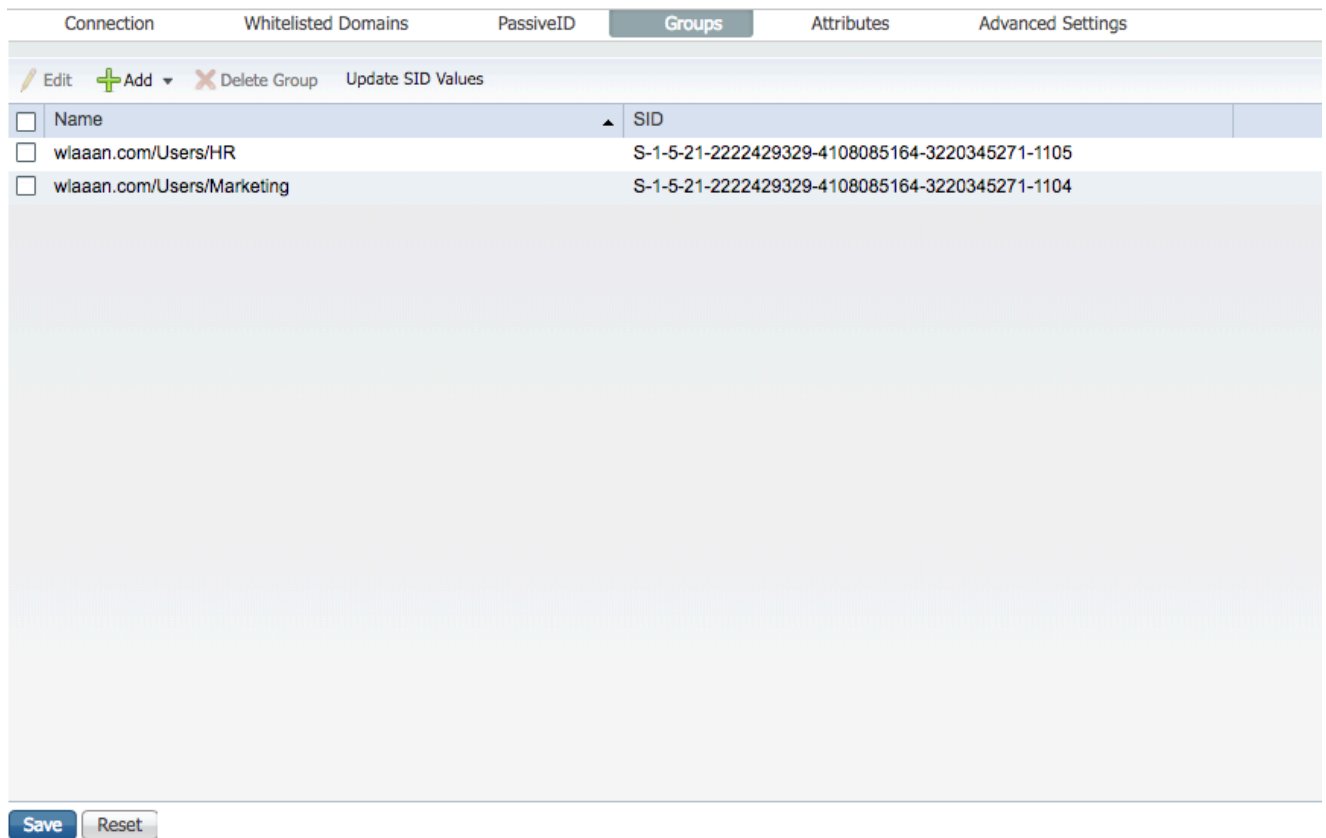 Connection Whitelisted Domains PassiveID Groups Attributes Advanced Settings
Edit Add Delete Group Update SID Values
Name SID
wlaaan.com/Users/HR S-1-5-21-2222429329-4108085164-3220345271-1105
wlaaan.com/Users/Marketing S-1-5-21-2222429329-4108085164-3220345271-1104
Save Reset